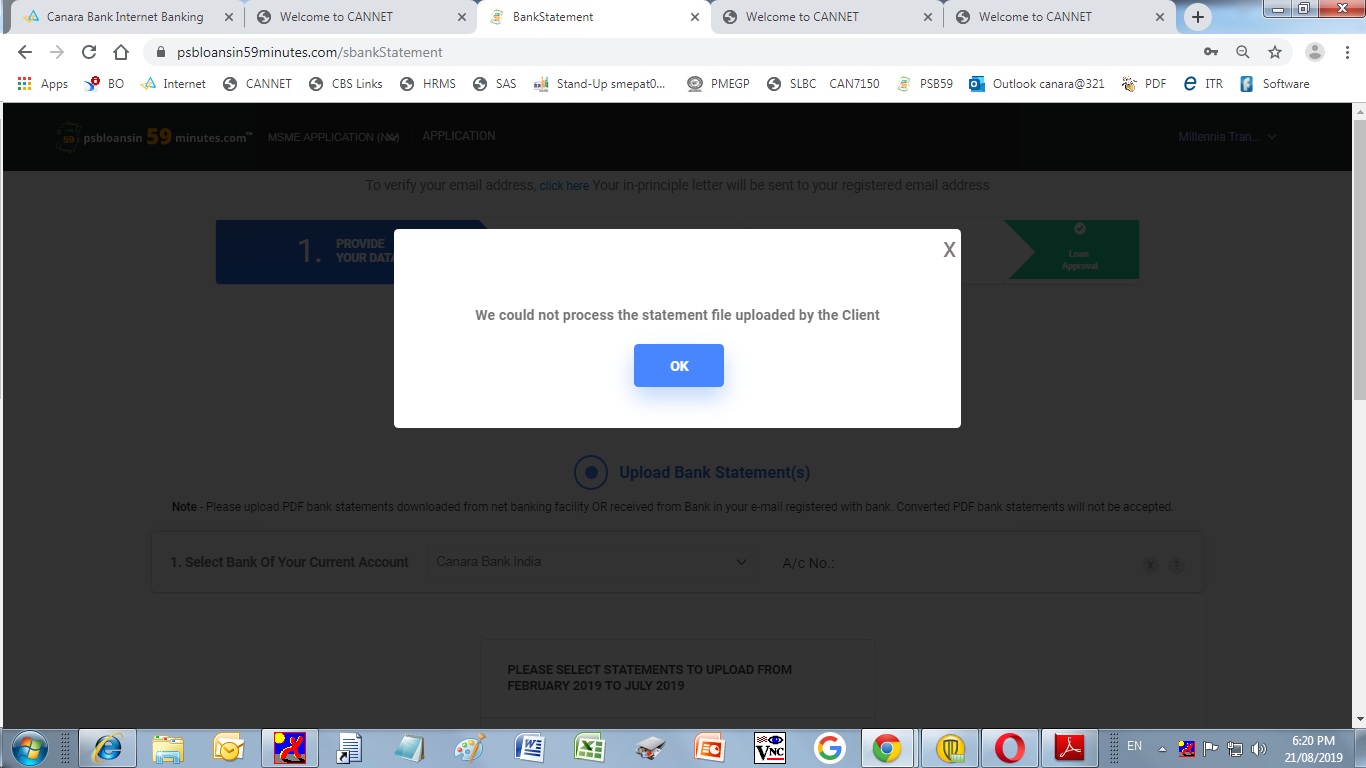 Canara Bank Internet Banking
Welcome to CANNET
BankStatement
Welcome to CANNET
Welcome to CANNET
psbloansin59minutes.com/sbankStatement
Apps
BO
Internet
CANNET
CBS Links
HRMS
SAS
Stand-Up smepat0...
PMEGP
SLBC
CAN7150
PSB59
Outlook canara@321
PDF
ITR
Software
psbloansin 59 minutes.com™
MSME APPLICATION
APPLICATION
Millennia Tran...
To verify your email address, click here Your in-principle letter will be sent to your registered email address
1. PROVIDE
YOUR DATA
Loan
Approval
X
We could not process the statement file uploaded by the Client
OK
Upload Bank Statement(s)
Note - Please upload PDF bank statements downloaded from net banking facility OR received from Bank in your e-mail registered with bank. Converted PDF bank statements will not be accepted.
1. Select Bank Of Your Current Account
Canara Bank India
A/c No.:
X
?
PLEASE SELECT STATEMENTS TO UPLOAD FROM
FEBRUARY 2019 TO JULY 2019
EN
6:20 PM
21/08/2019